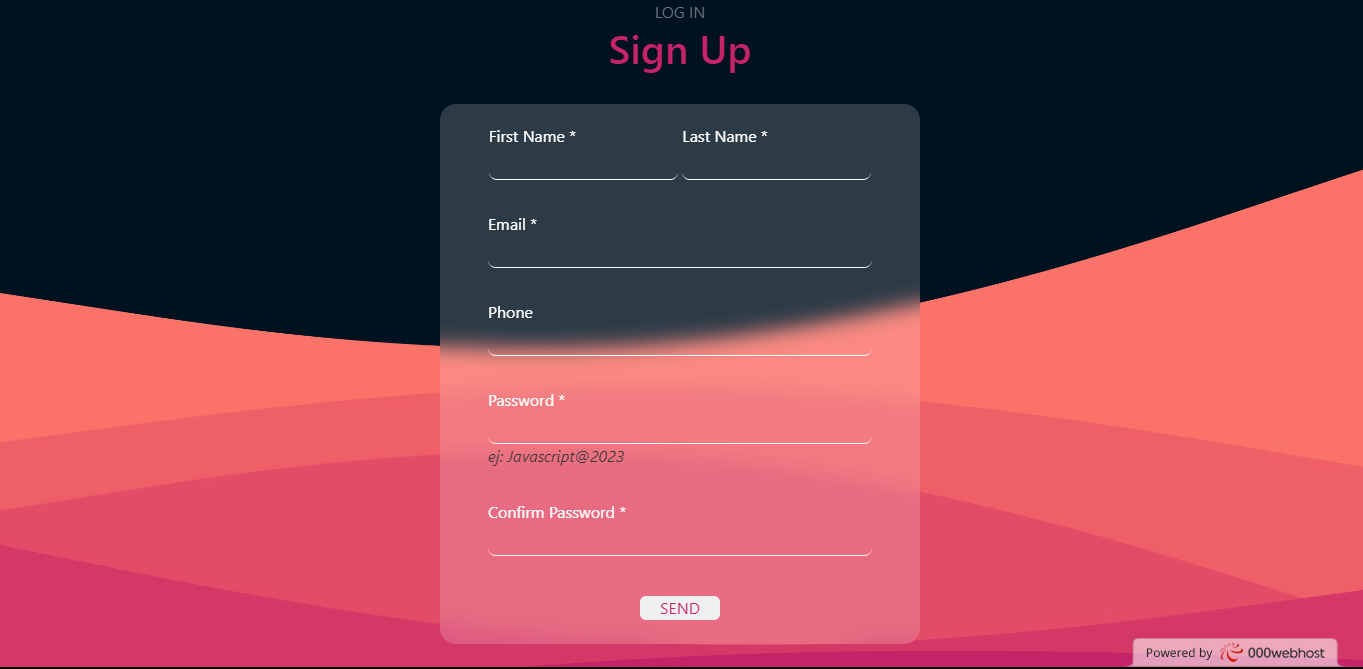 LOG IN
Sign Up
First Name * Last Name *
Email *
Phone
Password *
ej: Javascript@2023
Confirm Password *
SEND
Powered by 000webhost